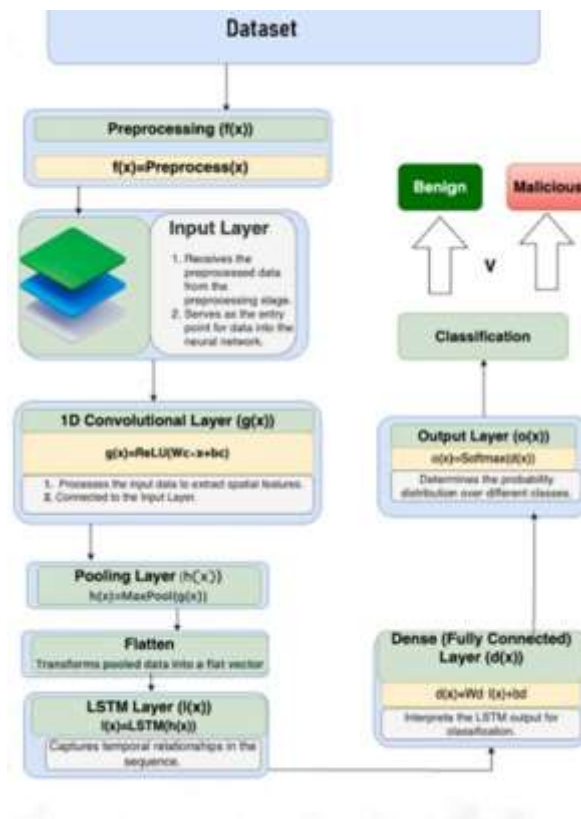 Dataset
Preprocessing (f(x))
f(x)=Preprocess(x)
Input Layer
1. Receives the
preprocessed data
from the
preprocessing stage.
2. Serves as the entry
point for data into the
neural network.
1D Convolutional Layer (g(x))
g(x)=ReLU(Wc*a+bc)
1. Processes the input data to extract spatial features.
2. Connected to the Input Layer.
Pooling Layer (h(x))
h(x)=MaxPool(g(x))
Flatten
Transforms pooled data into a flat vector
LSTM Layer (l(x))
l(x)=LSTM(h(x))
Captures temporal relationships in the
sequence.
Dense (Fully Connected)
Layer (d(x))
d(x)=Wd l(x)+bd
Interpret the LSTM output for
classification.
Output Layer (o(x))
o(x)=Softmax(d(x))
Determines the probability
distribution over different classes.
Classification
Benign
V
Malicious